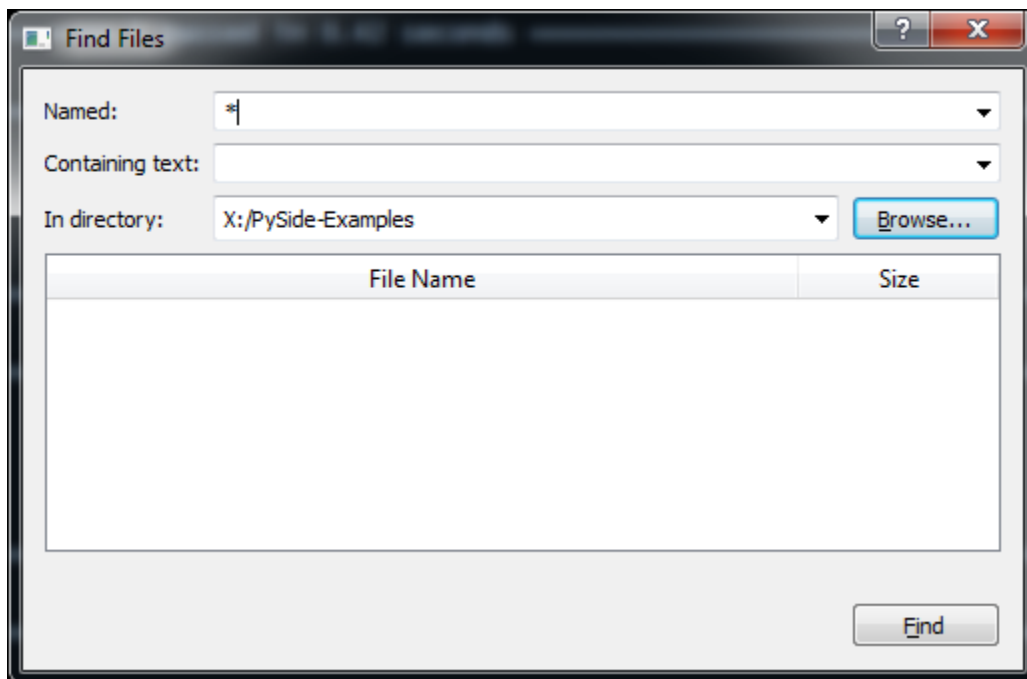 Find Files
Named: *
Containing text:
In directory: X:/PySide-Examples Browse...
File Name Size
Find